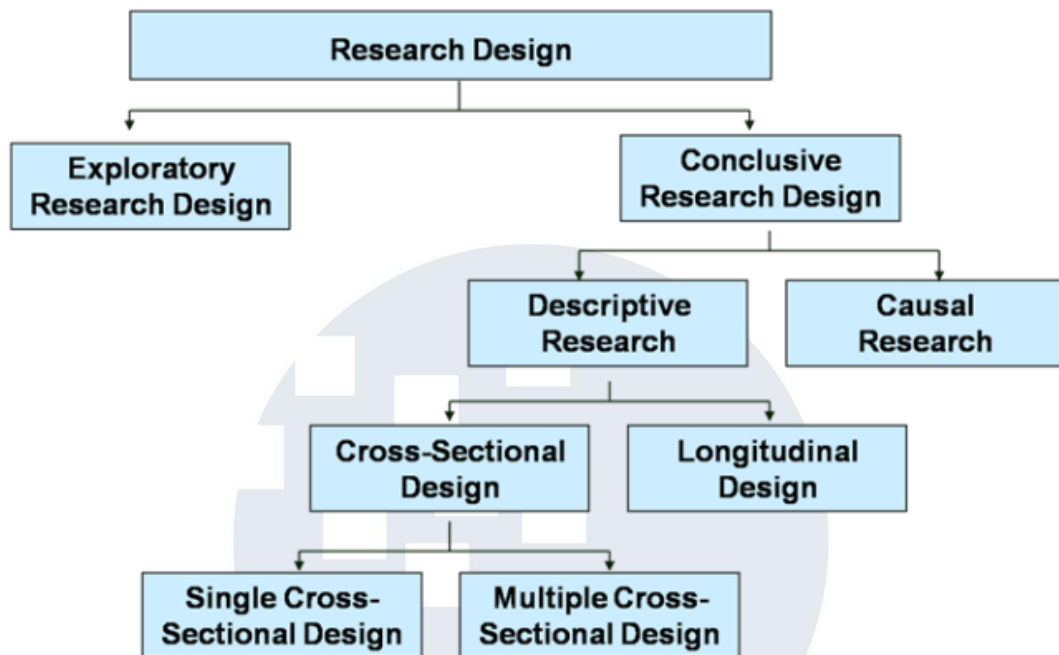 Research Design
Exploratory
Research Design
Conclusive
Research Design
Descriptive
Research
Causal
Research
Cross-Sectional
Design
Longitudinal
Design
Single Cross-
Sectional Design
Multiple Cross-
Sectional Design